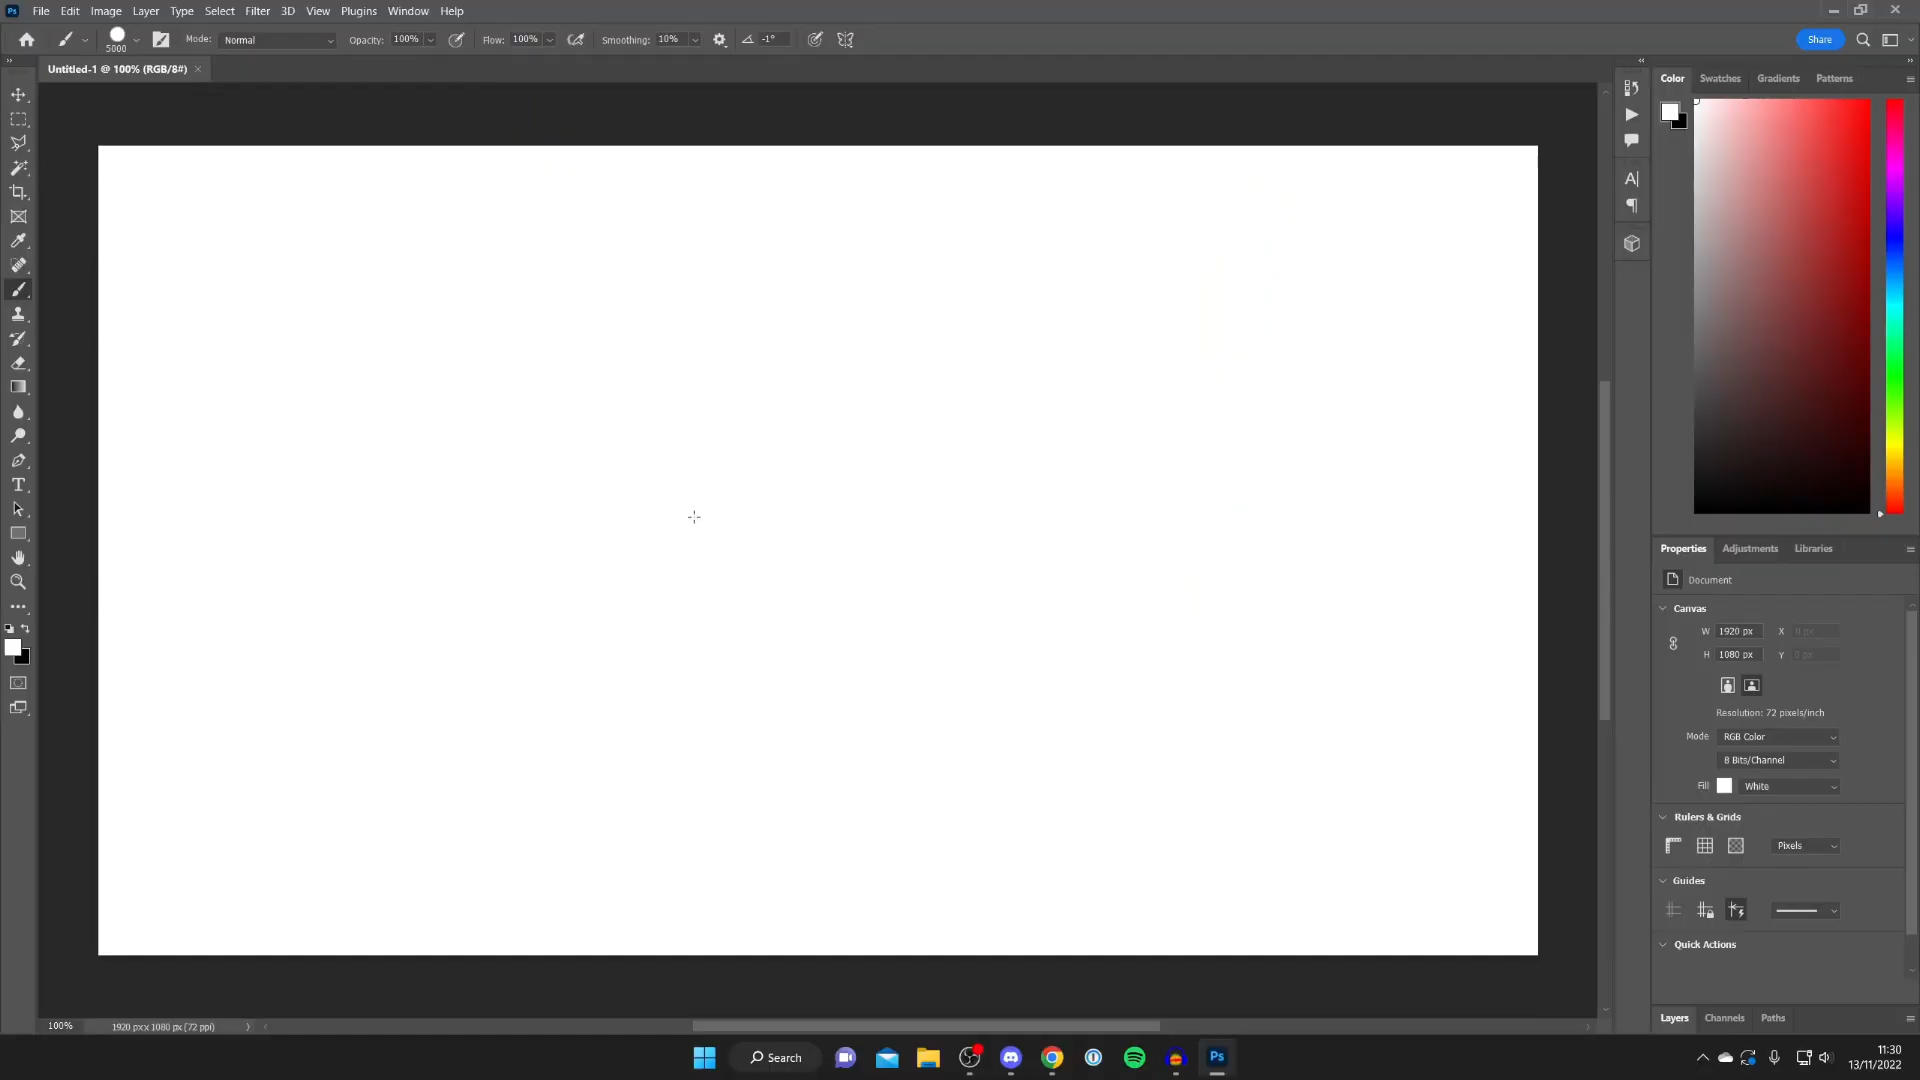 Ps File Edit Image Layer Type Select Filter 3D View Plugins Window Help
5000 Mode: Normal Opacity: 100% Flow: 100% Smoothing: 10% -1° Share
Untitled-1 @ 100% (RGB/8#)
Color Swatches Gradients Patterns
Properties Adjustments Libraries
Document
Canvas
W 1920 px X 0 px
H 1080 px Y 0 px
Resolution: 72 pixels/inch
Mode RGB Color
8 Bits/Channel
Fill White
Rulers & Grids
Pixels
Guides
Quick Actions
Layers Channels Paths
100% 1920 px x 1080 px (72 ppi)
Search Ps
11:30
13/11/2022